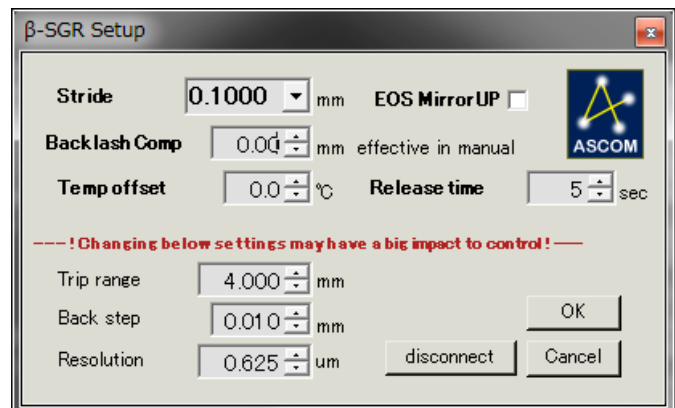 β-SGR Setup
Stride 0.1000 mm EOS MirrorUP
Backlash Comp 0.00 mm effective in manual
ASCOM
Temp offset 0.0 ℃ Release time 5 sec
---!Changing below settings may have a big impact to control!---
Trip range 4.000 mm
Back step 0.010 mm OK
Resolution 0.625 um disconnect Cancel